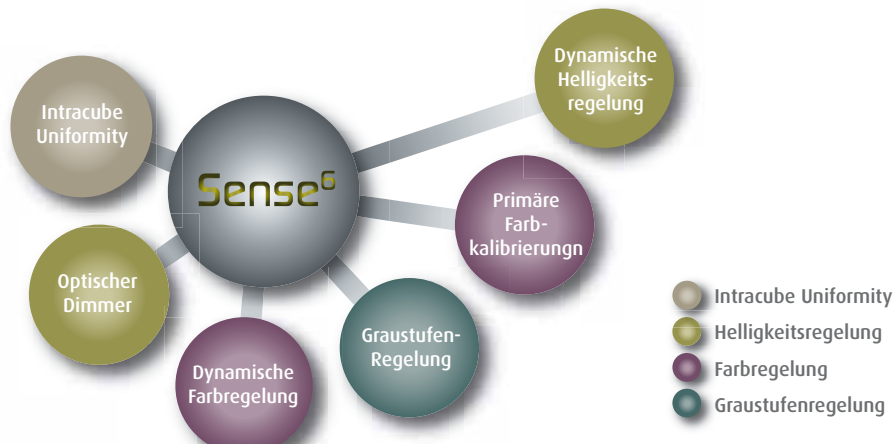 Dynamische
Helligkeits-
regelung
Intracube
Uniformity
Sense⁶
Primäre
Farb-
kalibrierungn
Optischer
Dimmer
Graustufen-
Regelung
Dynamische
Farbregelung
Intracube Uniformity
Helligkeitsregelung
Farbregelung
Graustufenregelung